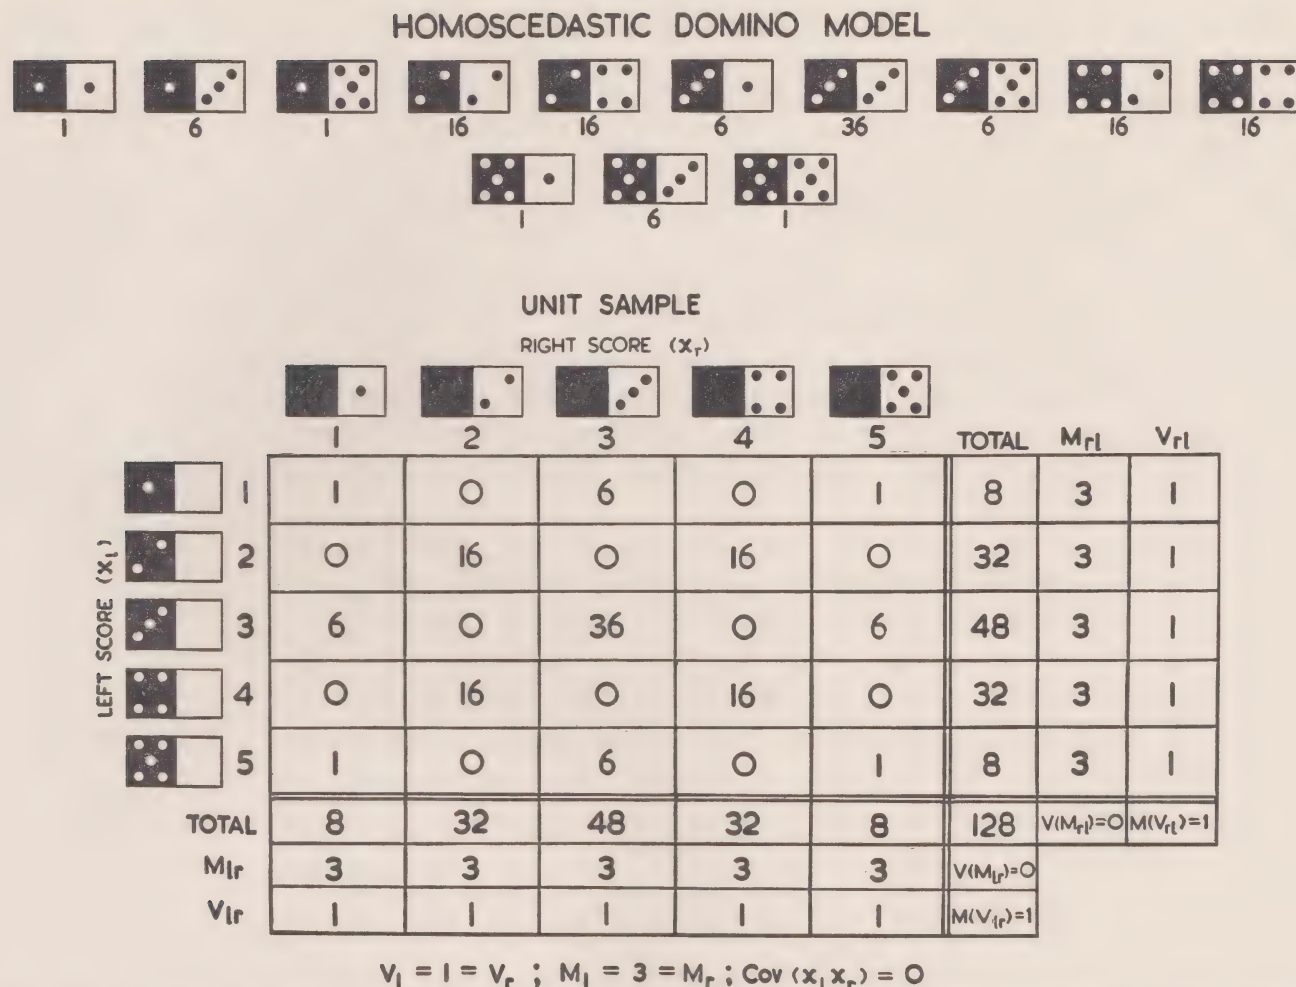 HOMOSCEDASTIC DOMINO MODEL
1 6 1 16 16 6 36 6 16 16
1 6 1
UNIT SAMPLE
RIGHT SCORE (xr)
1 2 3 4 5 TOTAL Mrl Vrl
LEFT SCORE (xl)
1 1 0 6 0 1 8 3 1
2 0 16 0 16 0 32 3 1
3 6 0 36 0 6 48 3 1
4 0 16 0 16 0 32 3 1
5 1 0 6 0 1 8 3 1
TOTAL 8 32 48 32 8 128 V(Mrl)=0 M(Vrl)=1
Mlr 3 3 3 3 3 V(Mlr)=0
Vlr 1 1 1 1 1 M(Vlr)=1
Vl = 1 = Vr ; Ml = 3 = Mr ; Cov (xl xr) = 0